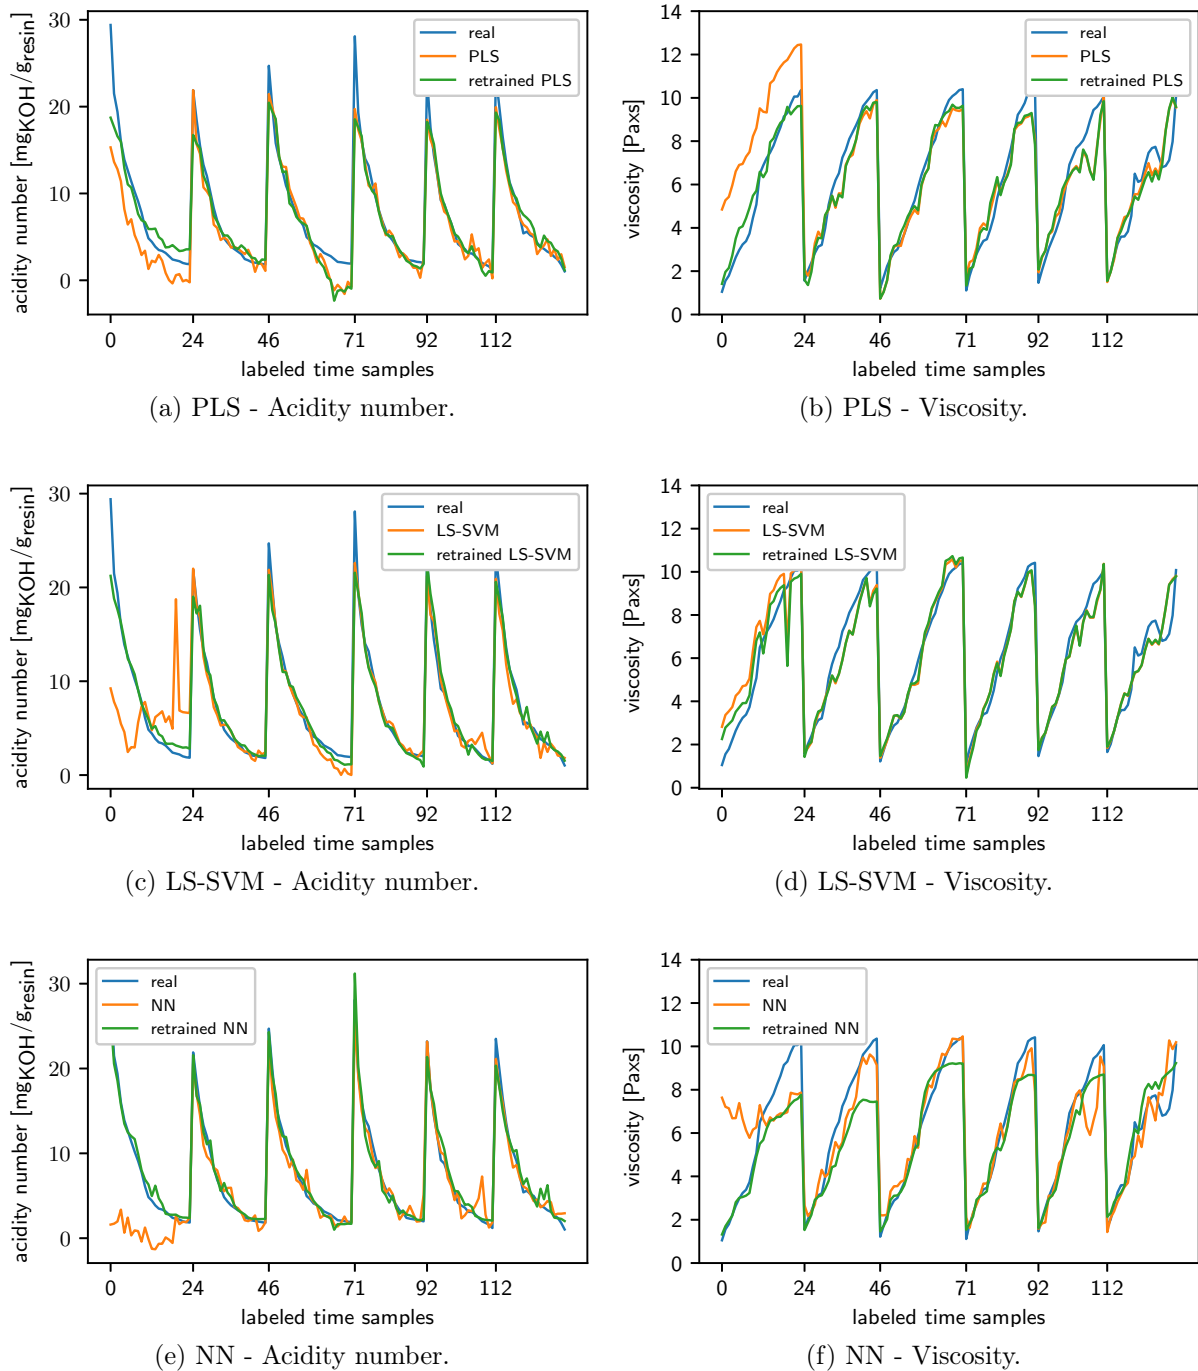 30
20
10
0
acidity number [mgKOH/gresin]
real
PLS
retrained PLS
0 24 46 71 92 112
labeled time samples
(a) PLS - Acidity number.
14
12
10
8
6
4
2
0
viscosity [Paxs]
real
PLS
retrained PLS
0 24 46 71 92 112
labeled time samples
(b) PLS - Viscosity.
30
20
10
0
acidity number [mgKOH/gresin]
real
LS-SVM
retrained LS-SVM
0 24 46 71 92 112
labeled time samples
(c) LS-SVM - Acidity number.
14
12
10
8
6
4
2
0
viscosity [Paxs]
real
LS-SVM
retrained LS-SVM
0 24 46 71 92 112
labeled time samples
(d) LS-SVM - Viscosity.
30
20
10
0
acidity number [mgKOH/gresin]
real
NN
retrained NN
0 24 46 71 92 112
labeled time samples
(e) NN - Acidity number.
14
12
10
8
6
4
2
0
viscosity [Paxs]
real
NN
retrained NN
0 24 46 71 92 112
labeled time samples
(f) NN - Viscosity.